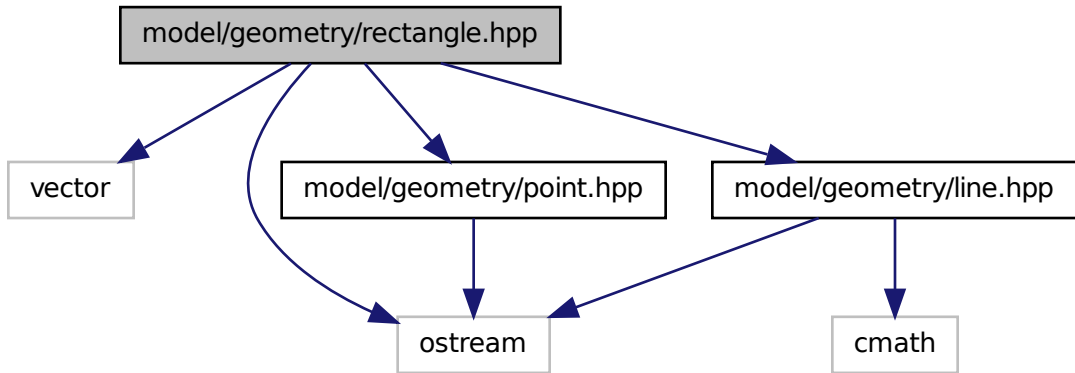 model/geometry/rectangle.hpp
vector
model/geometry/point.hpp
model/geometry/line.hpp
ostream
cmath